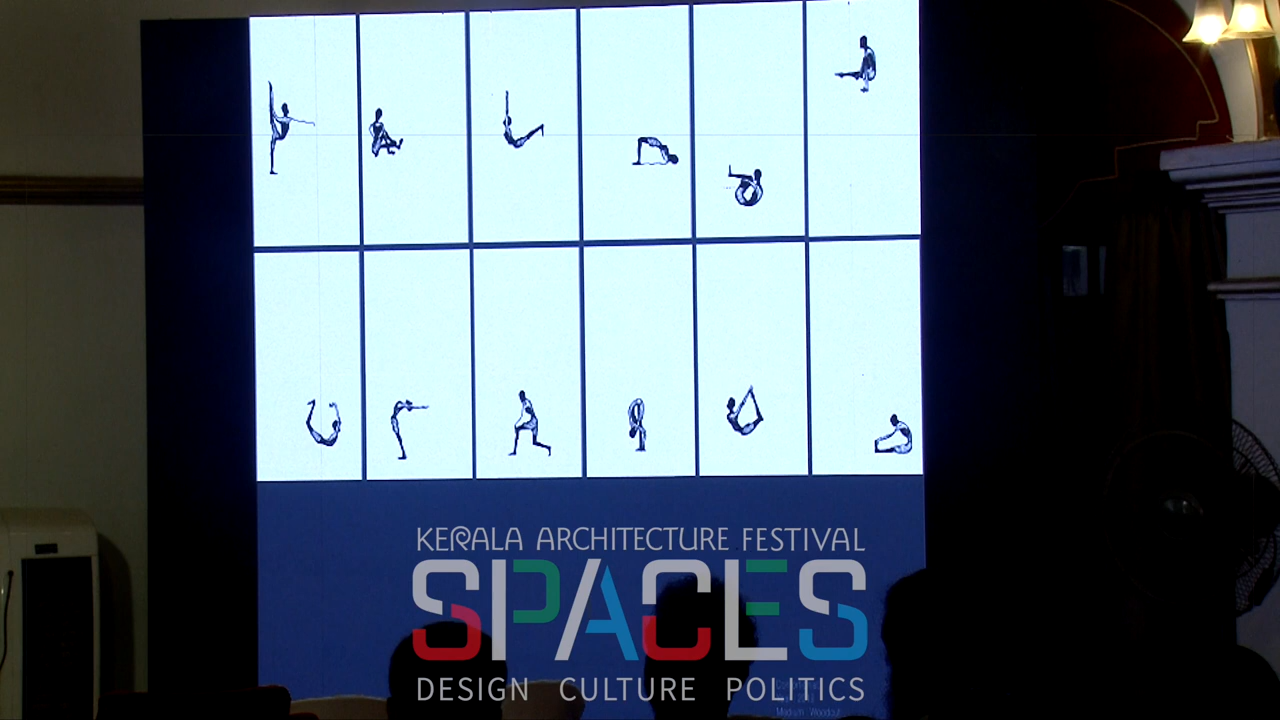 KERALA ARCHITECTURE FESTIVAL
SPACES
DESIGN CULTURE POLITICS